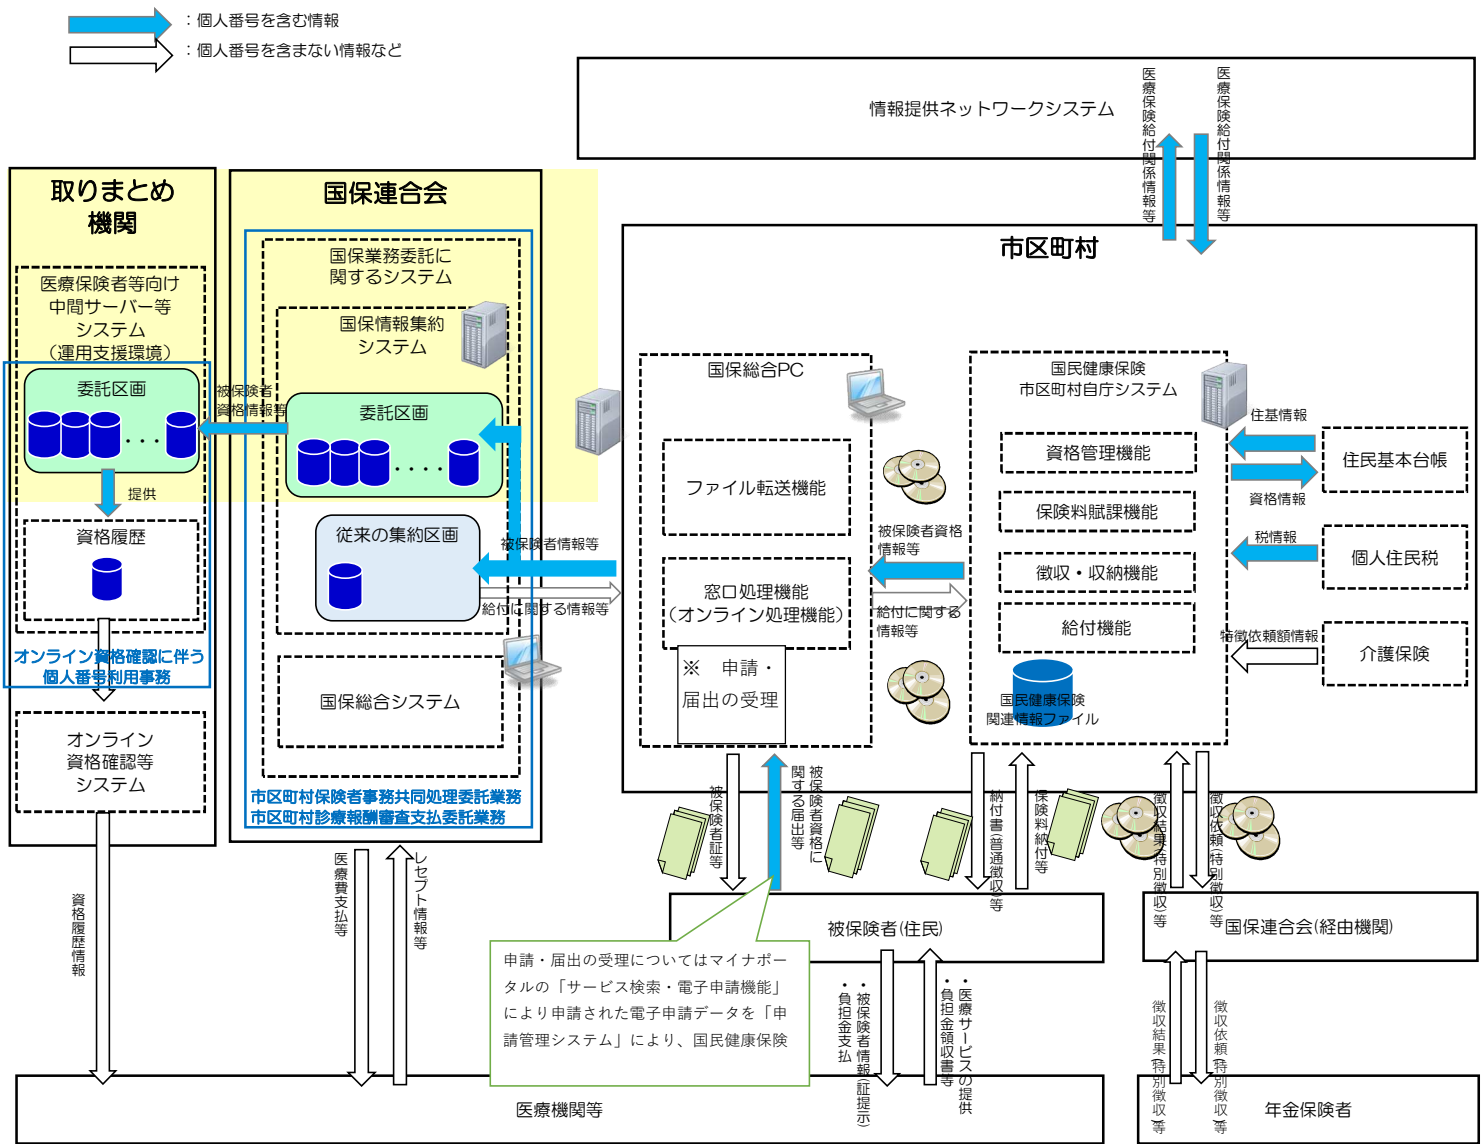 ：個人番号を含む情報
：個人番号を含まない情報など
情報提供ネットワークシステム
医療保険給付関係情報等
医療保険給付関係情報等
取りまとめ
機関
医療保険者等向け
中間サーバー等
システム
（運用支援環境）
委託区画
・・・
提供
資格履歴
オンライン資格確認に伴う
個人番号利用事務
オンライン
資格確認等
システム
資格履歴情報
被保険者
資格情報等
国保連合会
国保業務委託に
関するシステム
国保情報集約
システム
委託区画
・・・・
従来の集約区画
被保険者情報等
給付に関する情報等
国保総合システム
市区町村保険者事務共同処理委託業務
市区町村診療報酬審査支払委託業務
医療費支払等
レセプト情報等
市区町村
国保総合PC
ファイル転送機能
窓口処理機能
（オンライン処理機能）
※　申請・
届出の受理
被保険者資格
情報等
給付に関する
情報等
国民健康保険
市区町村自庁システム
資格管理機能
保険料賦課機能
徴収・収納機能
給付機能
国民健康保険
関連情報ファイル
住基情報
資格情報
税情報
特徴依頼額情報
住民基本台帳
個人住民税
介護保険
被保険者証等
被保険者資格に
関する届出等
納付書(普通徴収)等
保険料納付等
徴収結果(特別徴収)等
徴収依頼(特別徴収)等
被保険者(住民)
国保連合会(経由機関)
申請・届出の受理についてはマイナポー
タルの「サービス検索・電子申請機能」
により申請された電子申請データを「申
請管理システム」により、国民健康保険
・被保険者情報(証提示)
・負担金支払
・医療サービスの提供
・負担金領収書等
徴収結果(特別徴収)等
徴収依頼(特別徴収)等
医療機関等
年金保険者